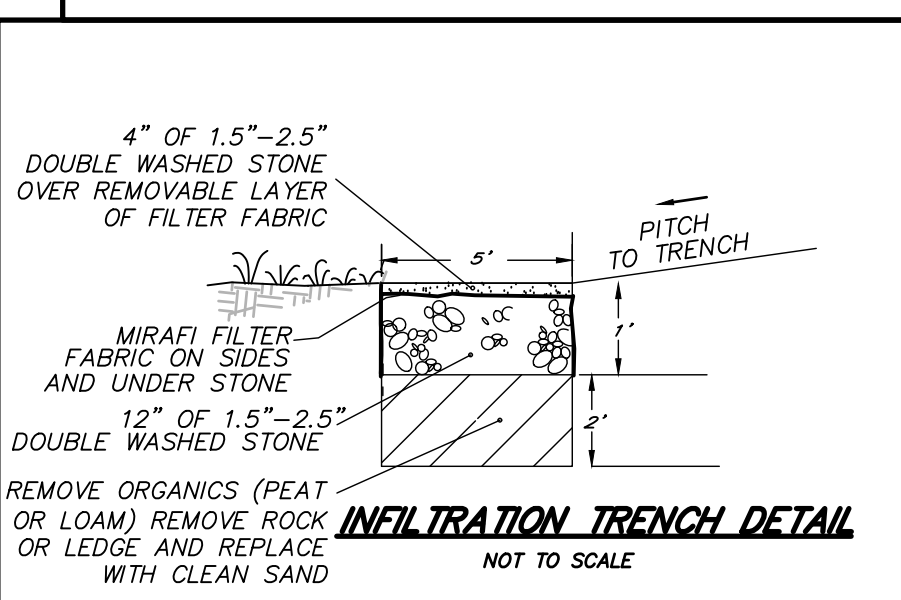 4” OF 1.5”-2.5”
DOUBLE WASHED STONE
OVER REMOVABLE LAYER
OF FILTER FABRIC
PITCH
TO TRENCH
5'
MIRAFI FILTER
FABRIC ON SIDES
AND UNDER STONE
1'
12” OF 1.5”-2.5”
DOUBLE WASHED STONE
2'
REMOVE ORGANICS (PEAT
OR LOAM) REMOVE ROCK
OR LEDGE AND REPLACE
WITH CLEAN SAND
INFILTRATION TRENCH DETAIL
NOT TO SCALE